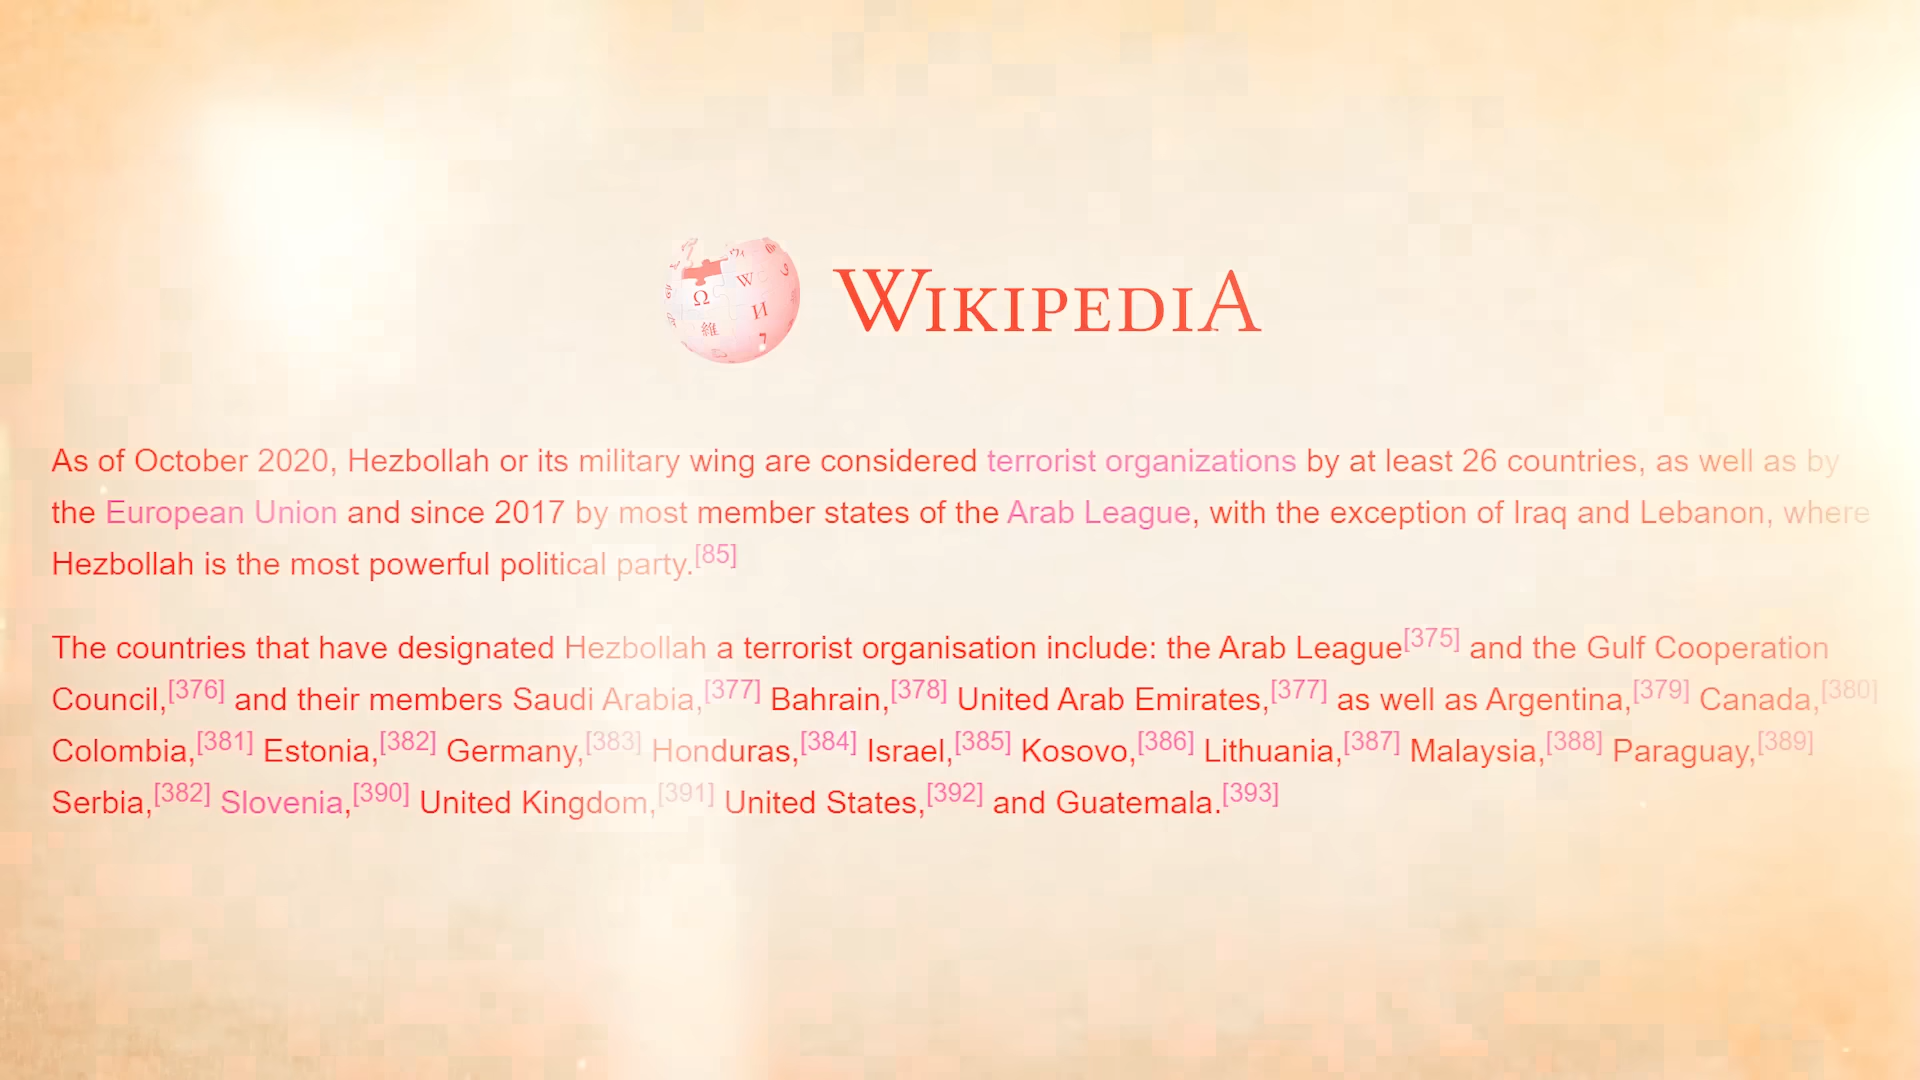 WIKIPEDIA
As of October 2020, Hezbollah or its military wing are considered terrorist organizations by at least 26 countries, as well as by
the European Union and since 2017 by most member states of the Arab League, with the exception of Iraq and Lebanon, where
Hezbollah is the most powerful political party.[85]
The countries that have designated Hezbollah a terrorist organisation include: the Arab League[375] and the Gulf Cooperation
Council,[376] and their members Saudi Arabia,[377] Bahrain,[378] United Arab Emirates,[377] as well as Argentina,[379] Canada,[380]
Colombia,[381] Estonia,[382] Germany,[383] Honduras,[384] Israel,[385] Kosovo,[386] Lithuania,[387] Malaysia,[388] Paraguay,[389]
Serbia,[382] Slovenia,[390] United Kingdom,[391] United States,[392] and Guatemala.[393]